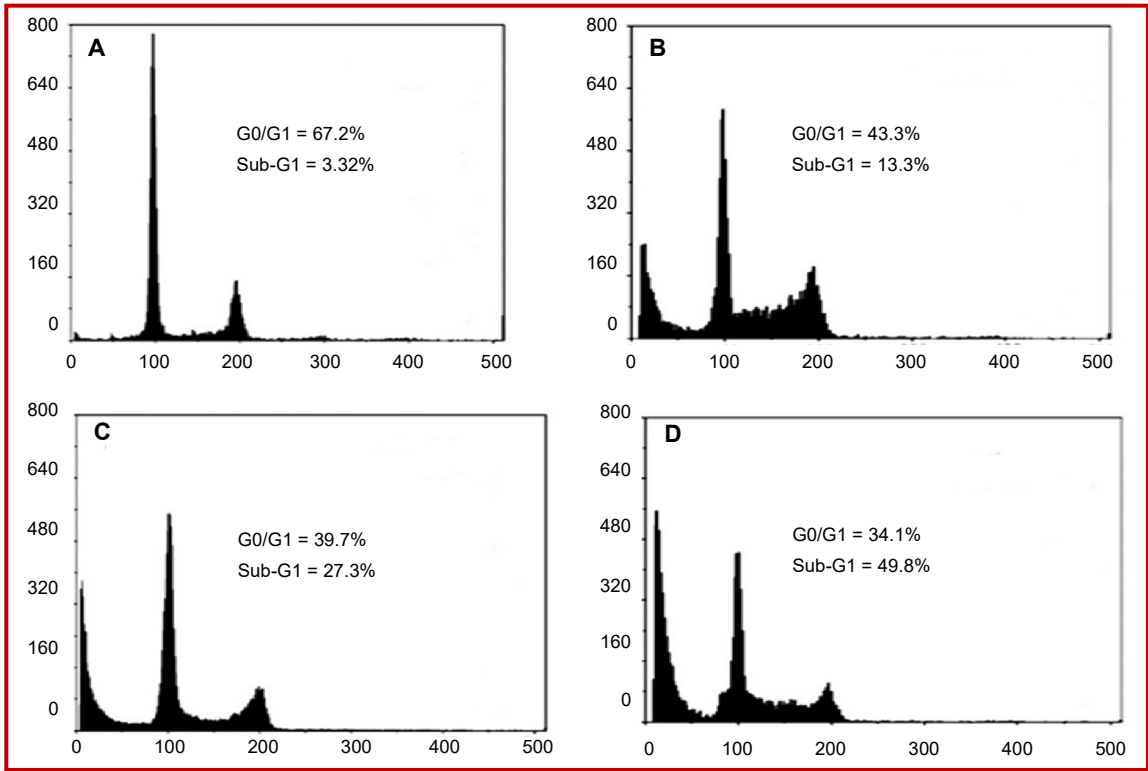 A
800
640
480
320
160
0
G0/G1 = 67.2%
Sub-G1 = 3.32%
0 100 200 300 400 500
B
800
640
480
320
160
0
G0/G1 = 43.3%
Sub-G1 = 13.3%
0 100 200 300 400 500
C
800
640
480
320
160
0
G0/G1 = 39.7%
Sub-G1 = 27.3%
0 100 200 300 400 500
D
800
640
480
320
160
0
G0/G1 = 34.1%
Sub-G1 = 49.8%
0 100 200 300 400 500